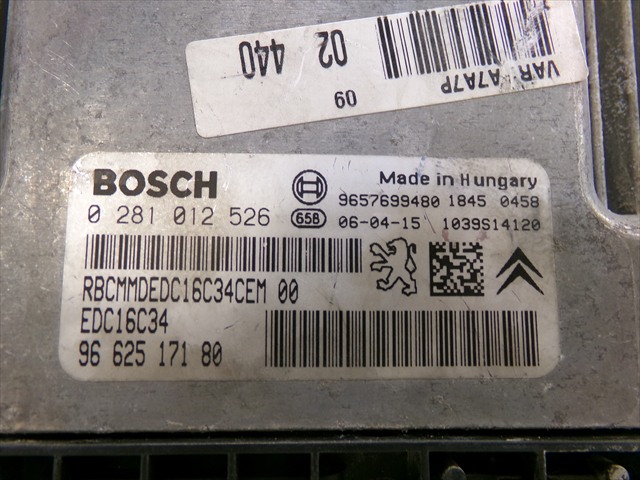 VAR A7A7P
02 440
60
BOSCH
Made in Hungary
9657699480 1845 0458
0 281 012 526
65B
06-04-15 1039S14120
RBCMMDEDC16C34CEM 00
EDC16C34
96 625 171 80